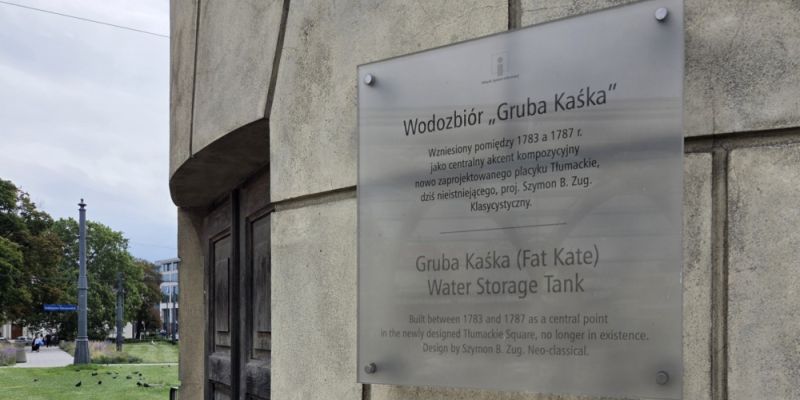 Wodozbiór „Gruba Kaśka”
Wzniesiony pomiędzy 1783 a 1787 r.
jako centralny akcent kompozycyjny
nowo zaprojektowanego placyku Tłumackie,
dziś nieistniejącego, proj. Szymon B. Zug.
Klasycystyczny.
Gruba Kaśka (Fat Kate)
Water Storage Tank
Built between 1783 and 1787 as a central point
in the newly designed Tłumackie Square, no longer in existence.
Design by Szymon B. Zug. Neo-classical.